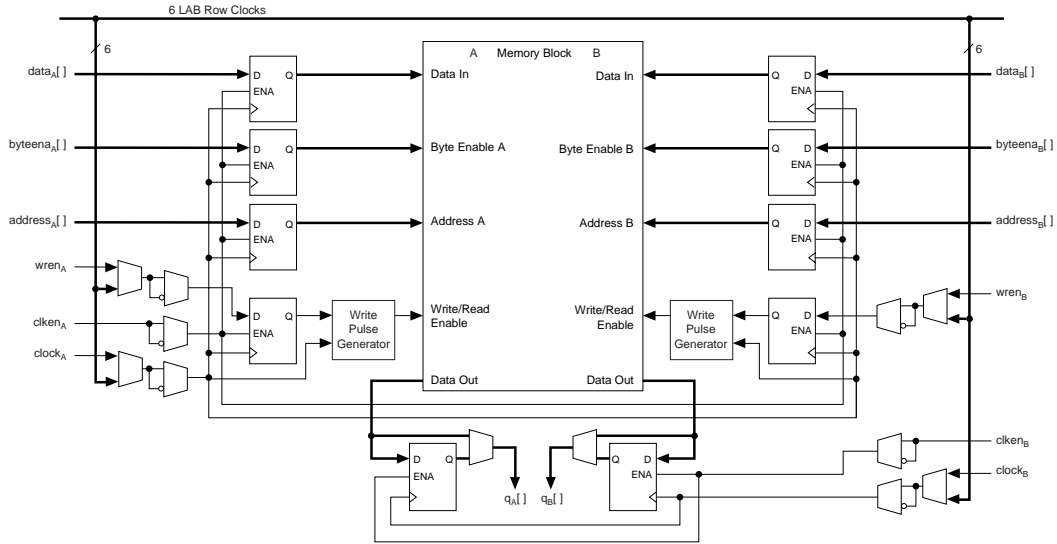 6 LAB Row Clocks
6
6
A Memory Block B
dataA[ ]
D Q
ENA
Data In
Data In
Q D
ENA
dataB[ ]
byteenaA[ ]
D Q
ENA
Byte Enable A
Byte Enable B
Q D
ENA
byteenaB[ ]
addressA[ ]
D Q
ENA
Address A
Address B
Q D
ENA
addressB[ ]
wrenA
clkenA
clockA
D Q
ENA
Write
Pulse
Generator
Write/Read
Enable
Write/Read
Enable
Write
Pulse
Generator
Q D
ENA
wrenB
Data Out
Data Out
D Q
ENA
qA[ ]
qB[ ]
Q D
ENA
clkenB
clockB